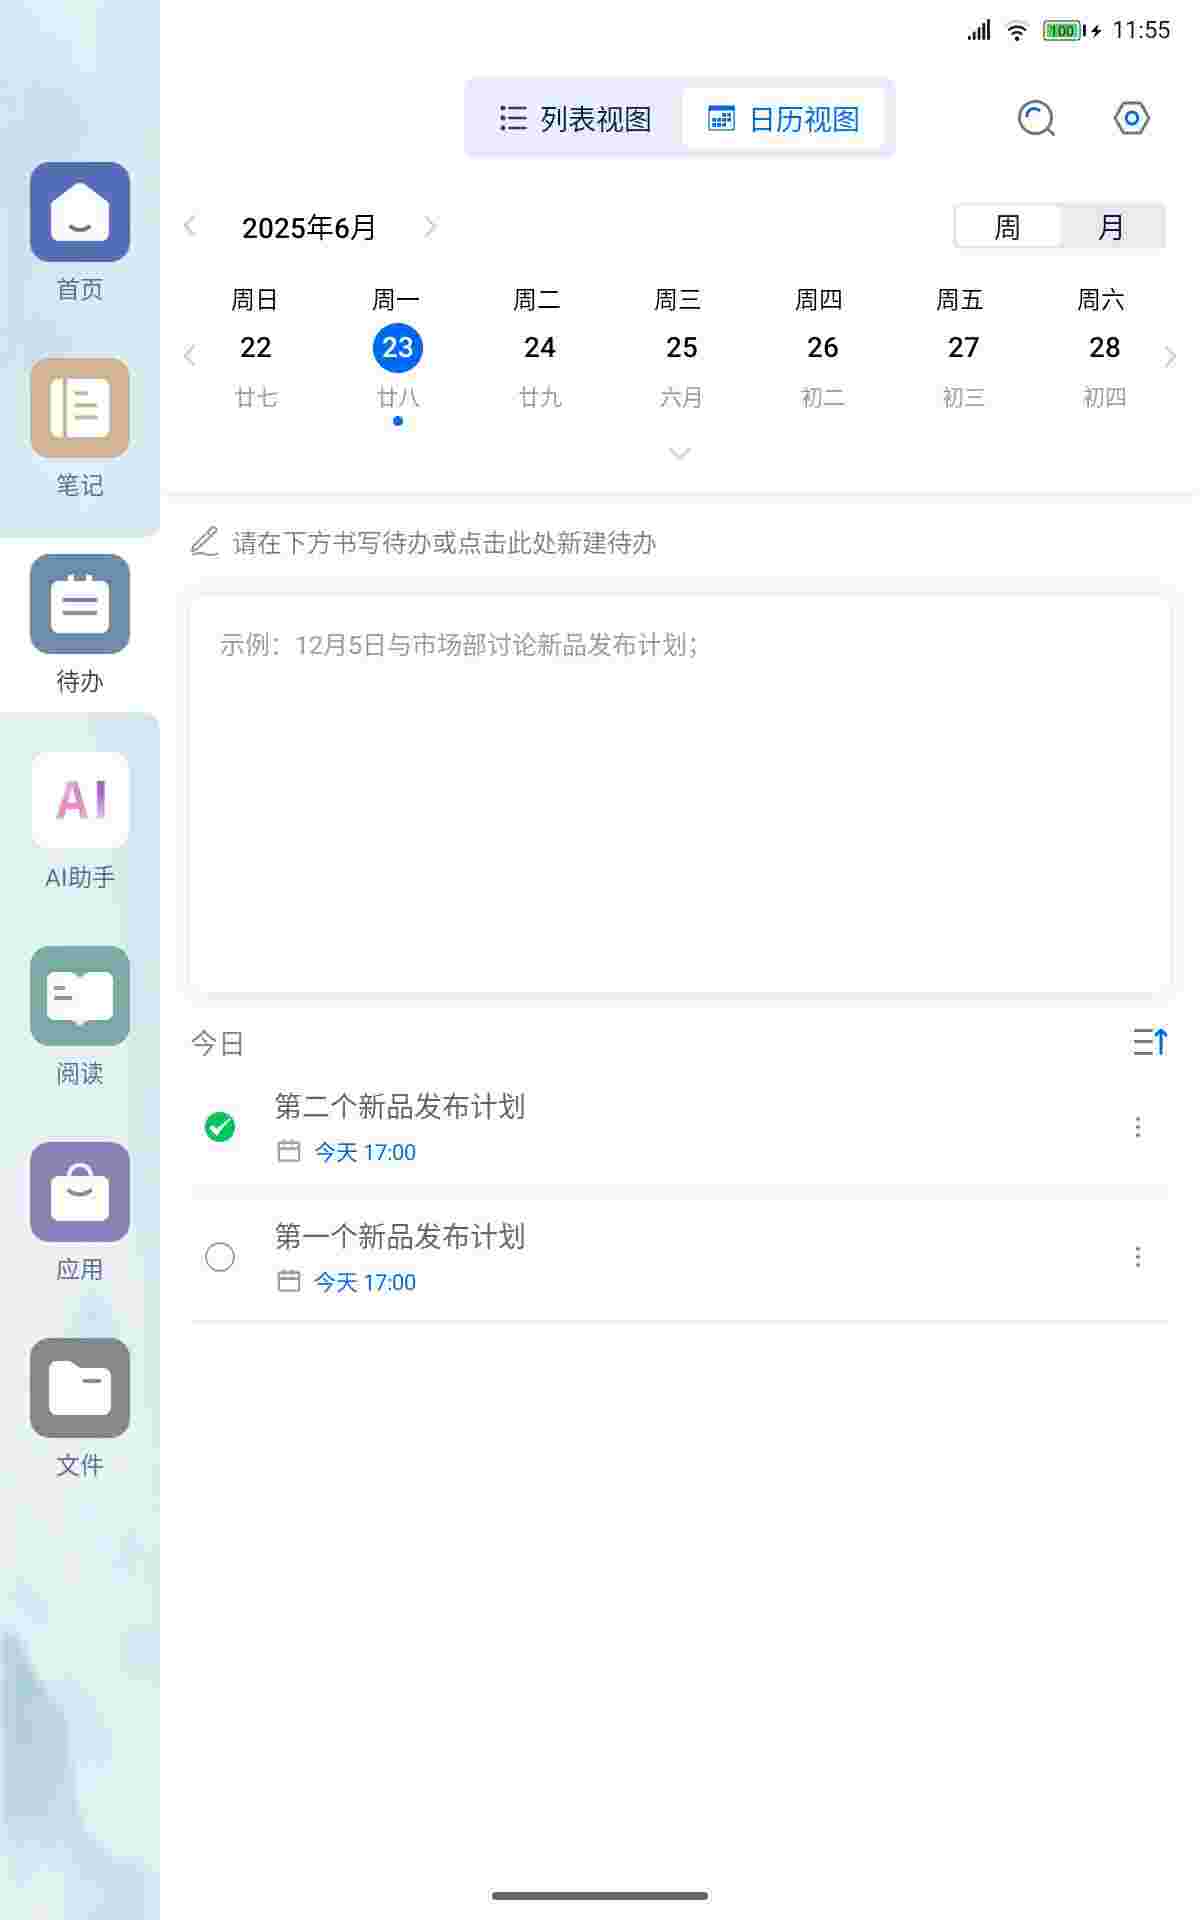 100 11:55
列表视图 日历视图
2025年6月
周 月
周日 周一 周二 周三 周四 周五 周六
22 23 24 25 26 27 28
廿七 廿八 廿九 六月 初二 初三 初四
请在下方书写待办或点击此处新建待办
示例：12月5日与市场部讨论新品发布计划；
今日
第二个新品发布计划
今天 17:00
第一个新品发布计划
今天 17:00
首页
笔记
待办
AI
AI助手
阅读
应用
文件